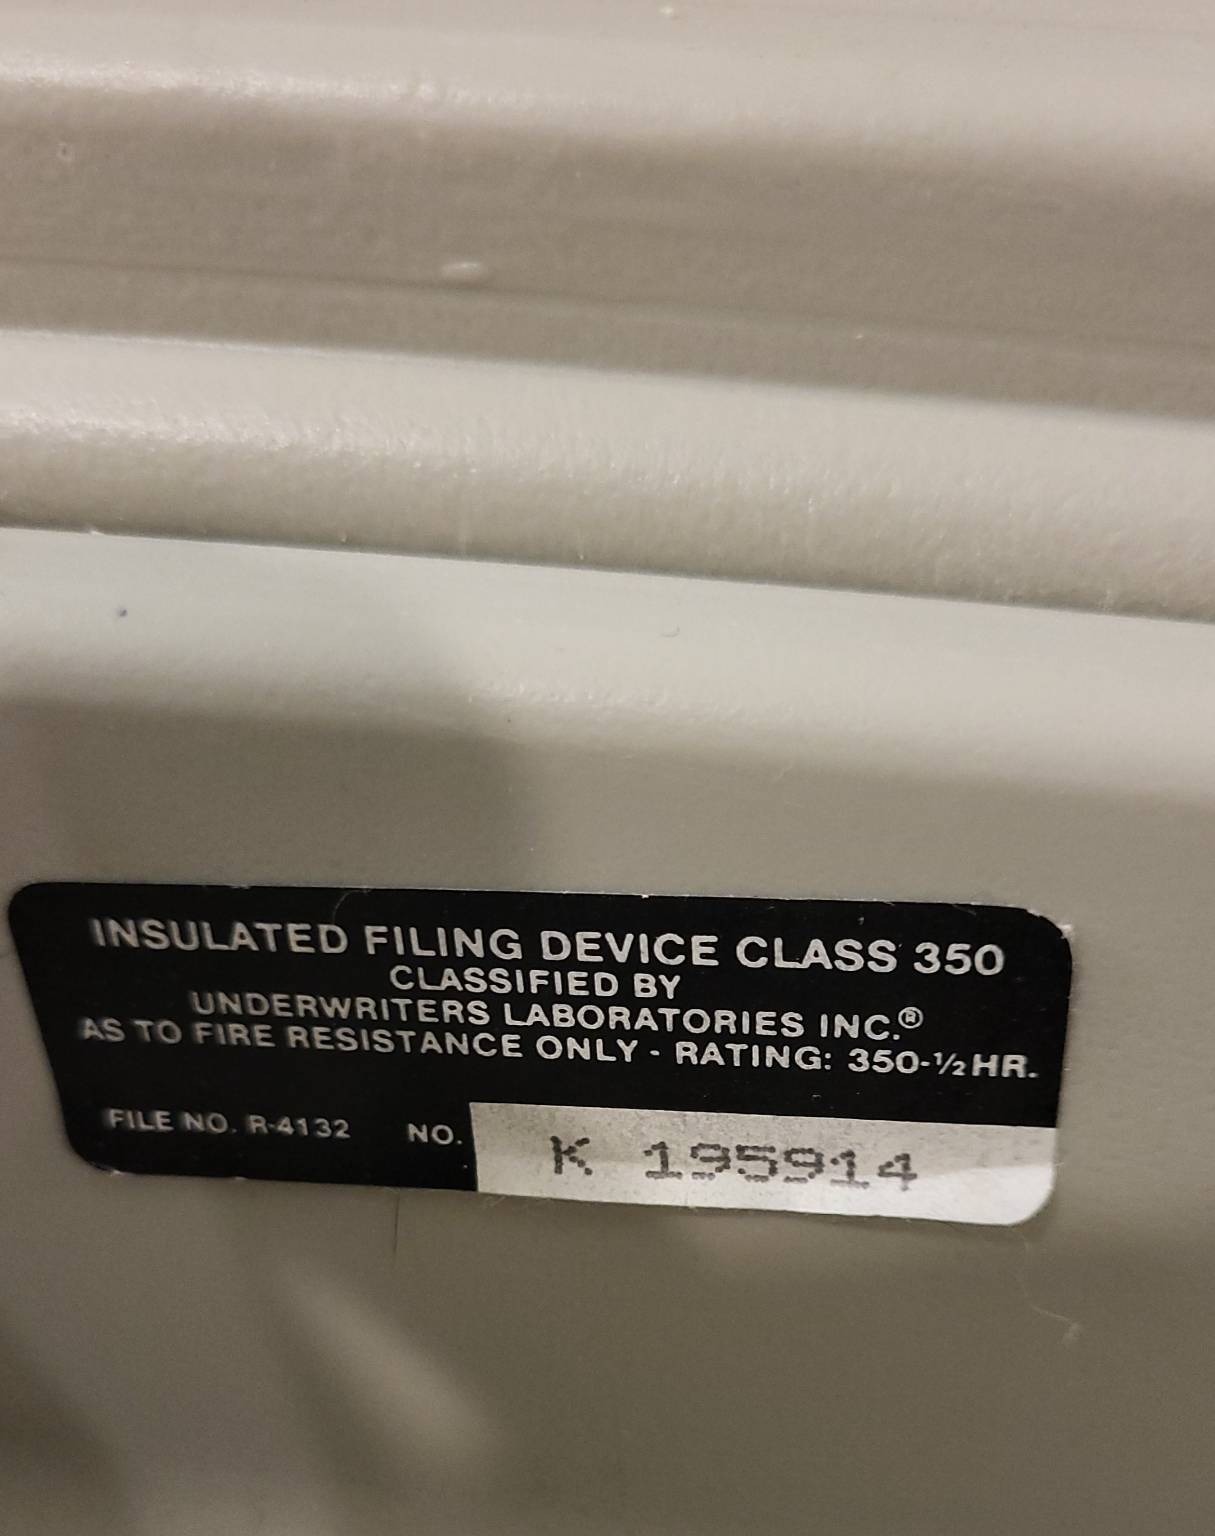 INSULATED FILING DEVICE CLASS 350
CLASSIFIED BY
UNDERWRITERS LABORATORIES INC.®
AS TO FIRE RESISTANCE ONLY - RATING: 350-½HR.
FILE NO. R-4132 NO. K 195914